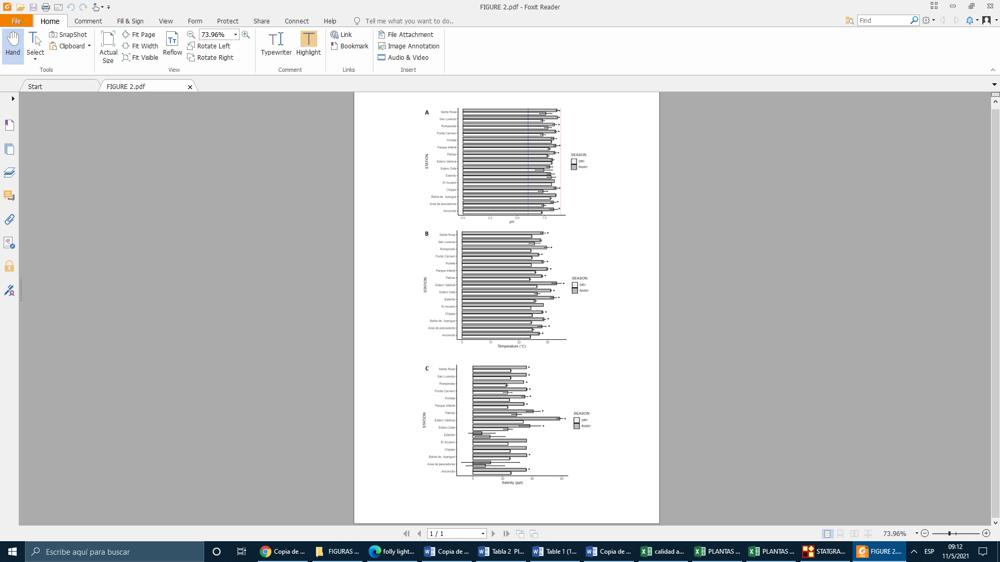 FIGURE 2.pdf - Foxit Reader
File Home Comment Fill & Sign View Form Protect Share Connect Help Tell me what you want to do.. Find
Hand
Select
SnapShot
Clipboard
Tools
Actual Size
Fit Page
Fit Width
Fit Visible
Reflow
73.96%
Rotate Left
Rotate Right
View
Typewriter
Highlight
Comment
Link
Bookmark
Links
File Attachment
Image Annotation
Audio & Video
Insert
Start
FIGURE 2.pdf
A
STATION
Santa Rosa
San Lorenzo
Rompeolas
Punta Carnero
Portete
Parque Infantil
Palmar
Estero Valdivia
Estero Data
Esterillo
El Acuario
Chipipe
Bahia de Ayangue
Área de pescadores
Anconcito
0.0 2.5 5.0 7.5
pH
SEASON
DRY
RAINY
B
STATION
Santa Rosa
San Lorenzo
Rompeolas
Punta Carnero
Portete
Parque Infantil
Palmar
Estero Valdivia
Estero Data
Esterillo
El Acuario
Chipipe
Bahia de Ayangue
Área de pescadores
Anconcito
0 10 20 30
Temperature (°C)
SEASON
DRY
RAINY
C
STATION
Santa Rosa
San Lorenzo
Rompeolas
Punta Carnero
Portete
Parque Infantil
Palmar
Estero Valdivia
Estero Data
Esterillo
El Acuario
Chipipe
Bahia de Ayangue
Área de pescadores
Anconcito
0 20 40 60
Salinity (ppt)
SEASON
DRY
RAINY
1 / 1
73.96%
Escribe aquí para buscar
Copia de ...
FIGURAS ...
folly light...
Copia de ...
Tabla 2 Pl...
Table 1 (1...
Copia de ...
calidad a...
PLANTAS ...
PLANTAS ...
STATGRA...
FIGURE 2....
ESP
09:12
11/5/2021